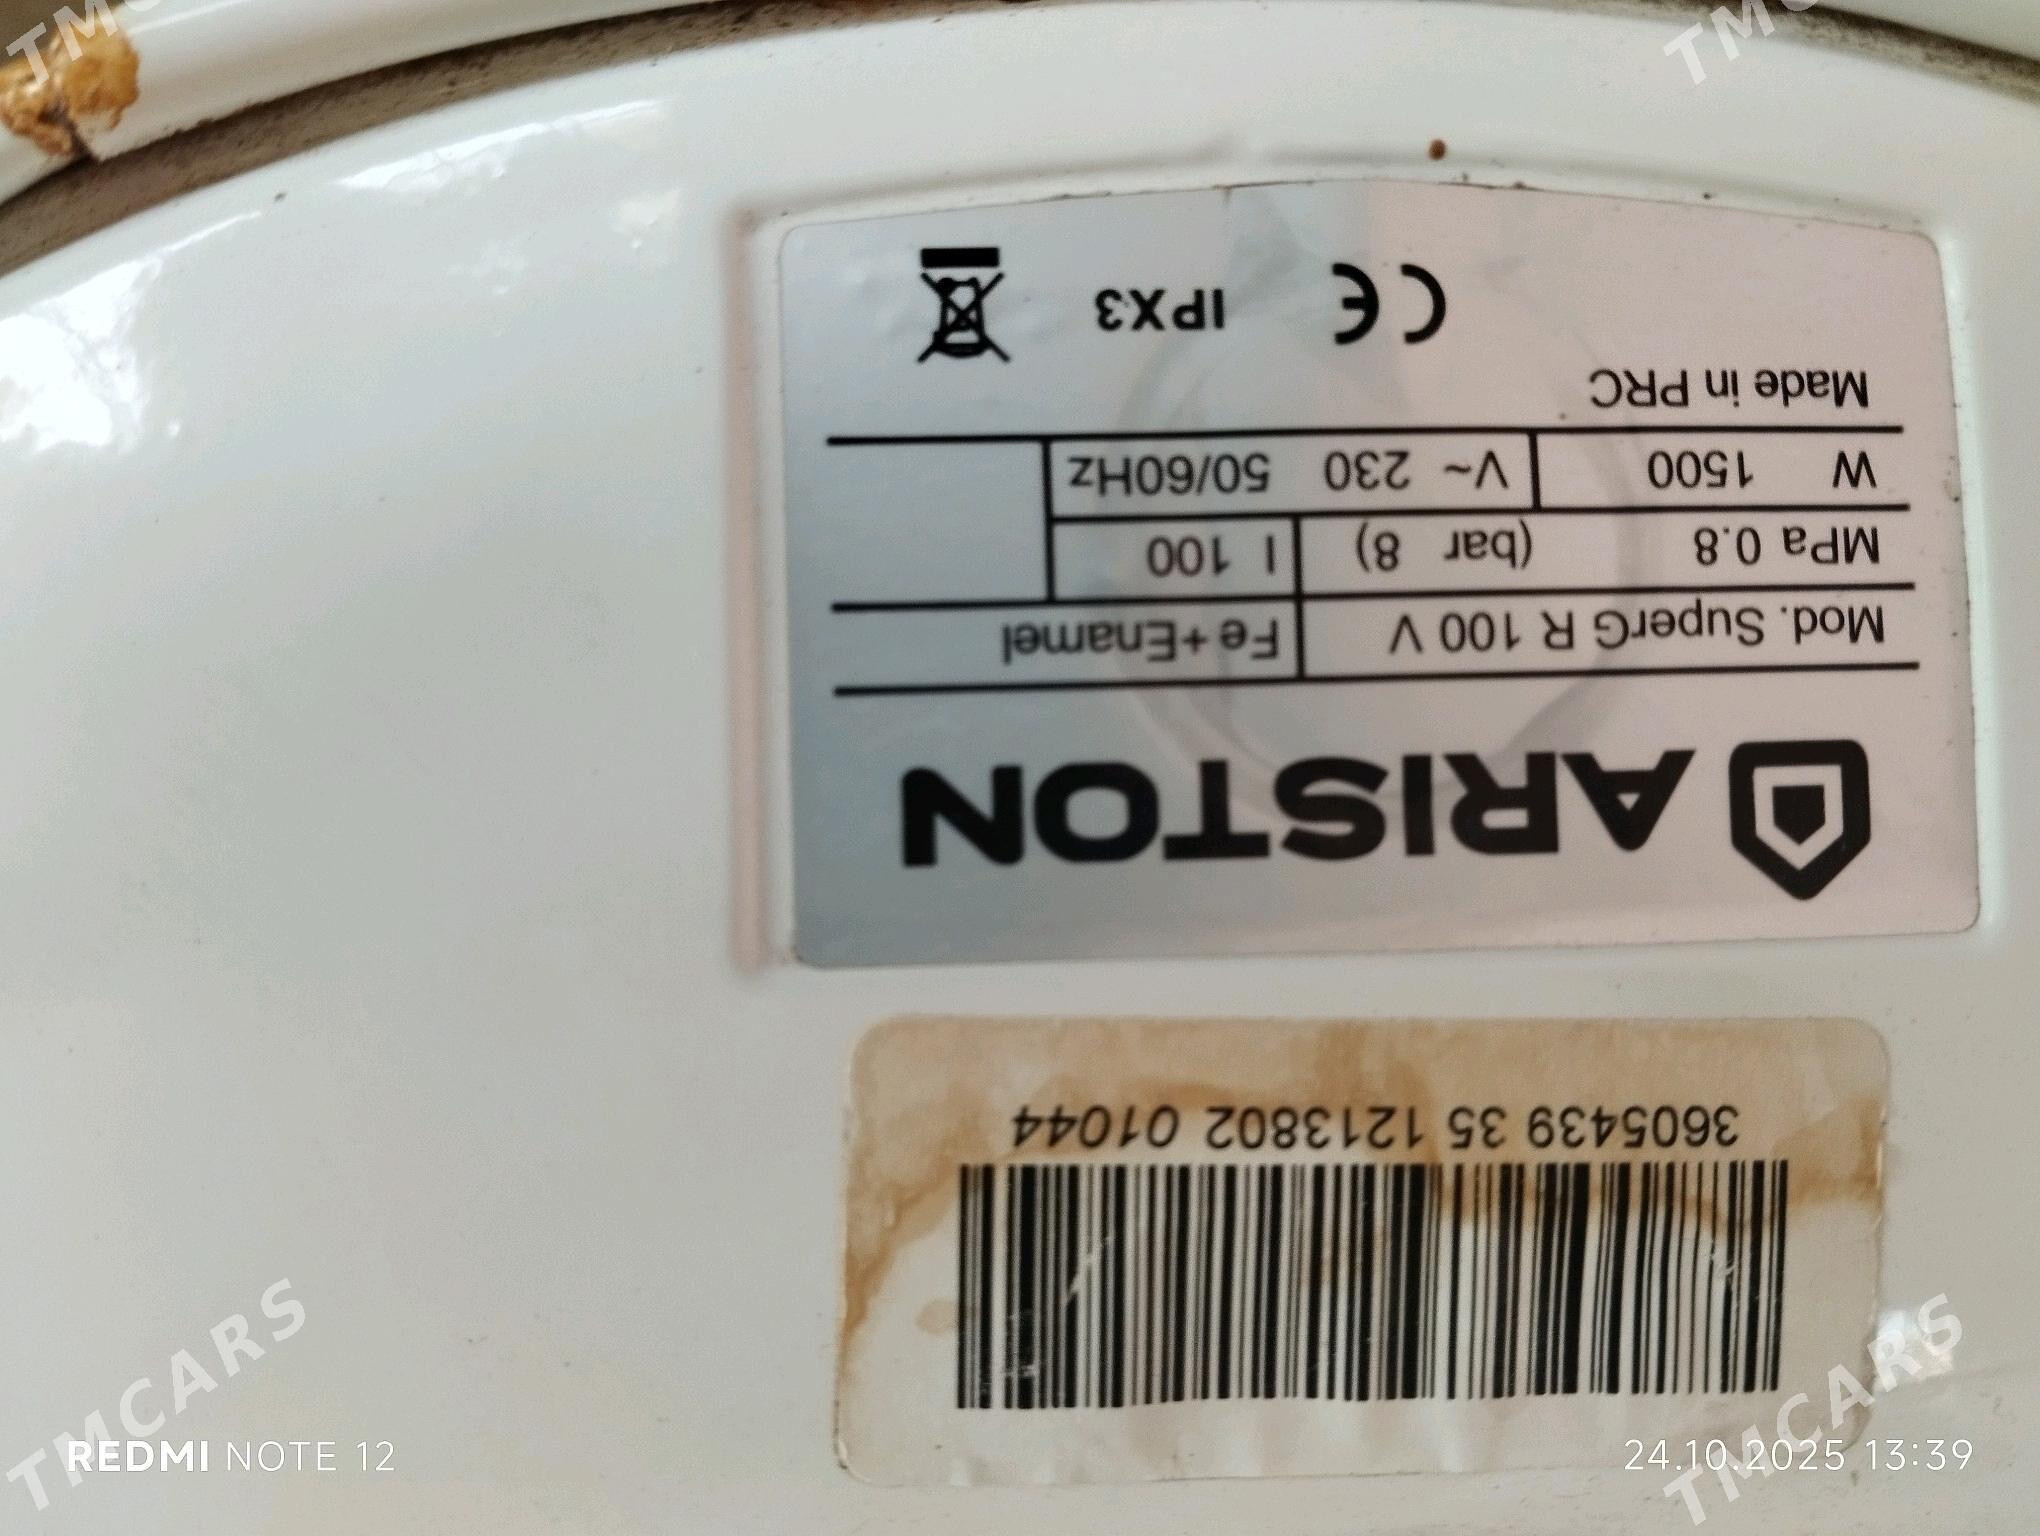 ARISTON
Mod. SuperG R 100 V Fe+Enamel
MPa 0.8 (bar 8) l 100
W 1500 V~ 230 50/60Hz
Made in PRC
CE IPX3
3605439 35 1213802 01044
TMCARS
TMCARS
REDMI NOTE 12
24.10.2025 13:39